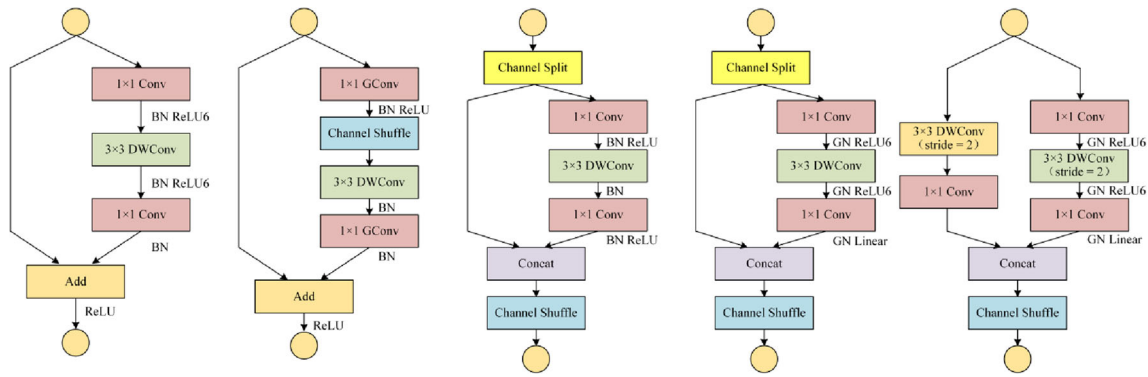 1×1 Conv
BN ReLU6
3×3 DWConv
BN ReLU6
1×1 Conv
BN
Add
ReLU
1×1 GConv
BN ReLU
Channel Shuffle
3×3 DWConv
BN
1×1 GConv
BN
Add
ReLU
Channel Split
1×1 Conv
BN ReLU
3×3 DWConv
BN
1×1 Conv
BN ReLU
Concat
Channel Shuffle
Channel Split
1×1 Conv
GN ReLU6
3×3 DWConv
GN ReLU6
1×1 Conv
GN Linear
Concat
Channel Shuffle
3×3 DWConv
(stride = 2)
1×1 Conv
1×1 Conv
GN ReLU6
3×3 DWConv
(stride = 2)
GN ReLU6
1×1 Conv
GN Linear
Concat
Channel Shuffle